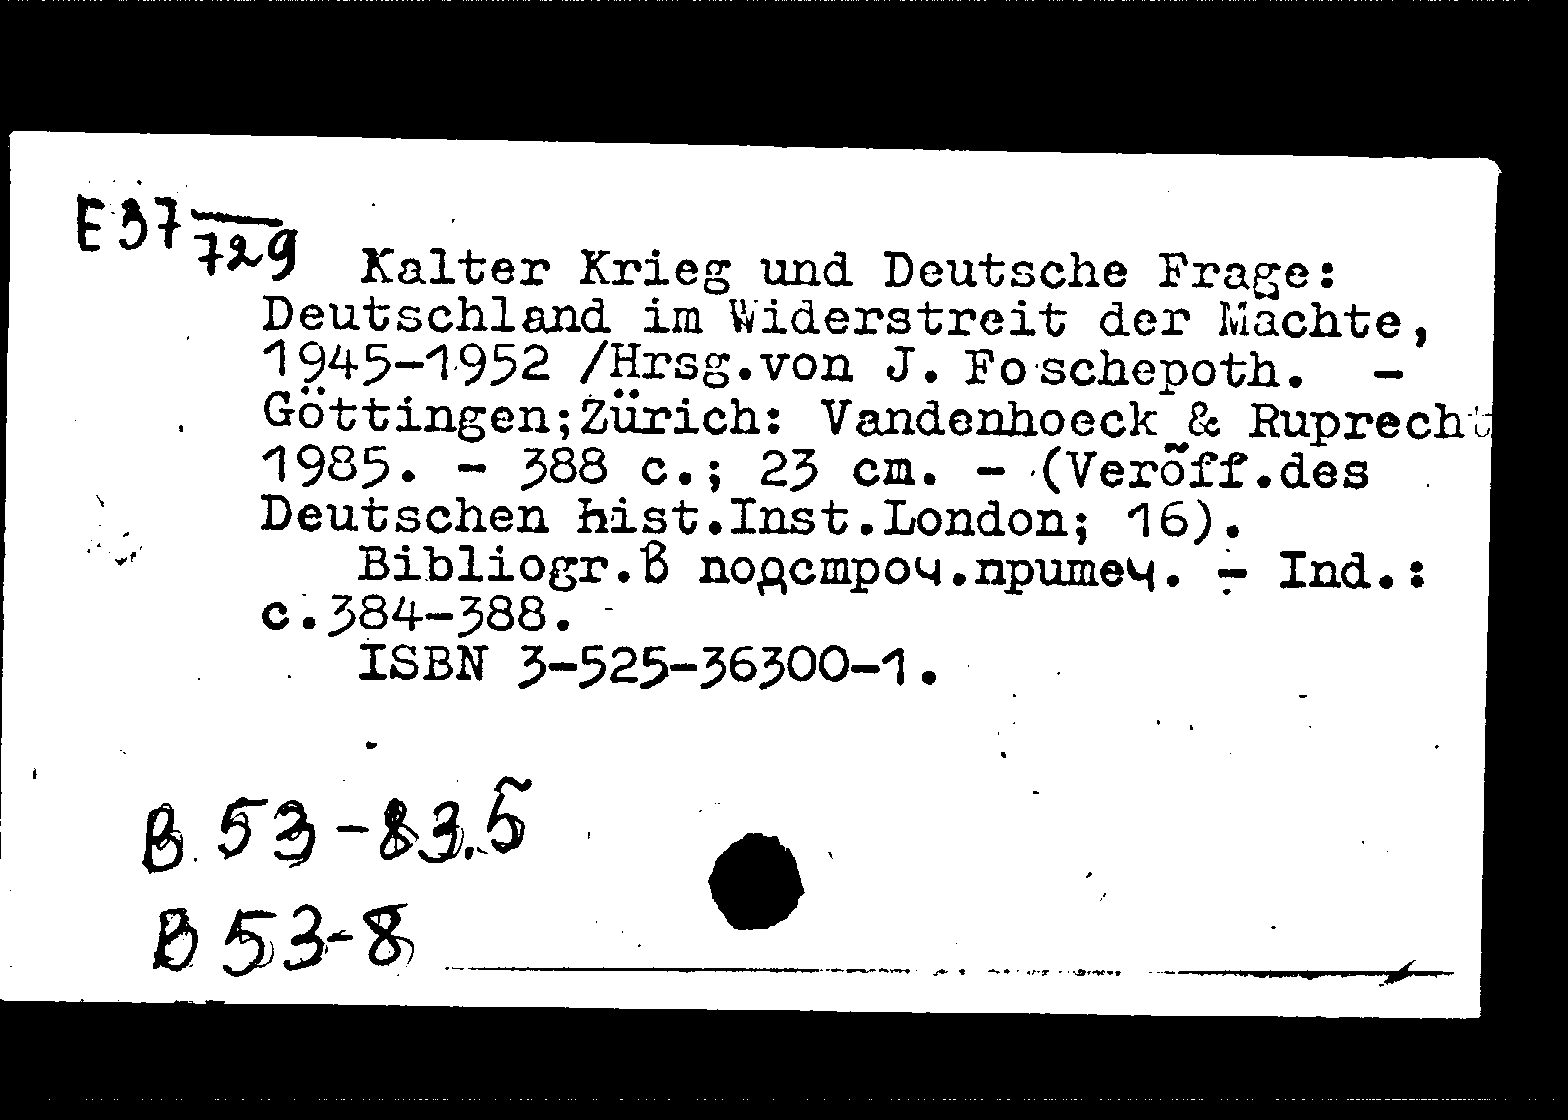 E 37
729
Kalter Krieg und Deutsche Frage:
Deutschland im Widerstreit der Machte,
1945-1952 /Hrsg.von J. Foschepoth. -
Göttingen;Zürich: Vandenhoeck & Ruprecht
1985. - 388 c.; 23 cm. - (Veröff.des
Deutschen hist.Inst.London; 16).
Bibliogr.в подстроч.примеч. - Ind.:
c.384-388.
ISBN 3-525-36300-1.
В 53-83.5
В 53-8